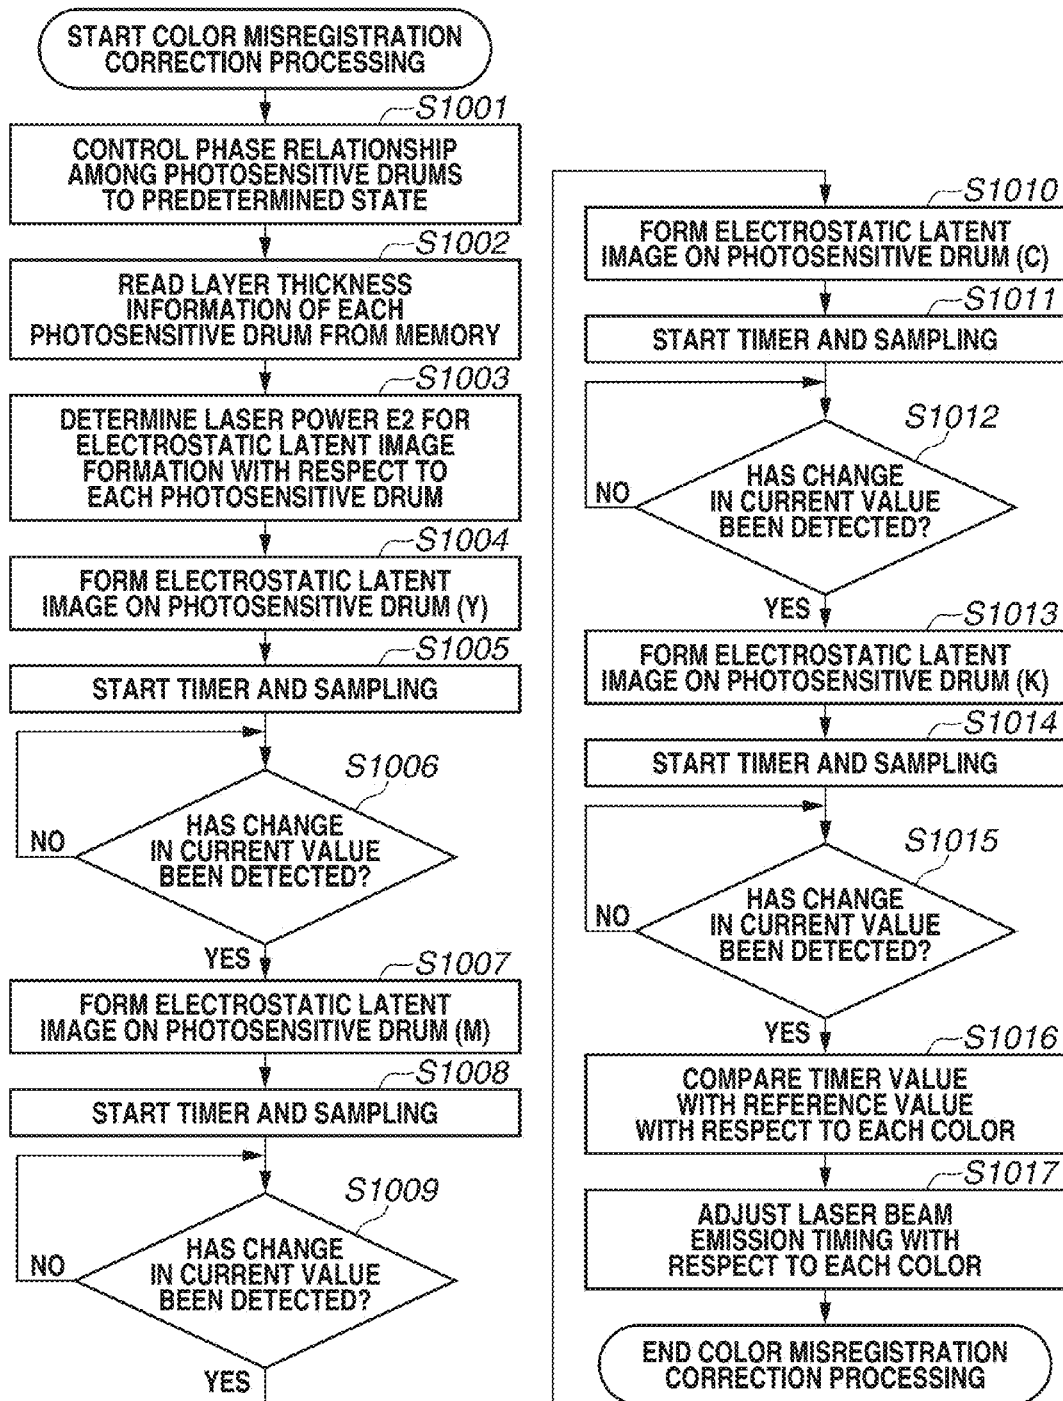 START COLOR MISREGISTRATION
CORRECTION PROCESSING
S1001
CONTROL PHASE RELATIONSHIP
AMONG PHOTOSENSITIVE DRUMS
TO PREDETERMINED STATE
S1002
READ LAYER THICKNESS
INFORMATION OF EACH
PHOTOSENSITIVE DRUM FROM MEMORY
S1003
DETERMINE LASER POWER E2 FOR
ELECTROSTATIC LATENT IMAGE
FORMATION WITH RESPECT TO
EACH PHOTOSENSITIVE DRUM
S1004
FORM ELECTROSTATIC LATENT
IMAGE ON PHOTOSENSITIVE DRUM (Y)
S1005
START TIMER AND SAMPLING
S1006
HAS CHANGE
IN CURRENT VALUE
BEEN DETECTED?
NO
YES
S1007
FORM ELECTROSTATIC LATENT
IMAGE ON PHOTOSENSITIVE DRUM (M)
S1008
START TIMER AND SAMPLING
S1009
HAS CHANGE
IN CURRENT VALUE
BEEN DETECTED?
NO
YES
S1010
FORM ELECTROSTATIC LATENT
IMAGE ON PHOTOSENSITIVE DRUM (C)
S1011
START TIMER AND SAMPLING
S1012
HAS CHANGE
IN CURRENT VALUE
BEEN DETECTED?
NO
YES
S1013
FORM ELECTROSTATIC LATENT
IMAGE ON PHOTOSENSITIVE DRUM (K)
S1014
START TIMER AND SAMPLING
S1015
HAS CHANGE
IN CURRENT VALUE
BEEN DETECTED?
NO
YES
S1016
COMPARE TIMER VALUE
WITH REFERENCE VALUE
WITH RESPECT TO EACH COLOR
S1017
ADJUST LASER BEAM
EMISSION TIMING WITH
RESPECT TO EACH COLOR
END COLOR MISREGISTRATION
CORRECTION PROCESSING